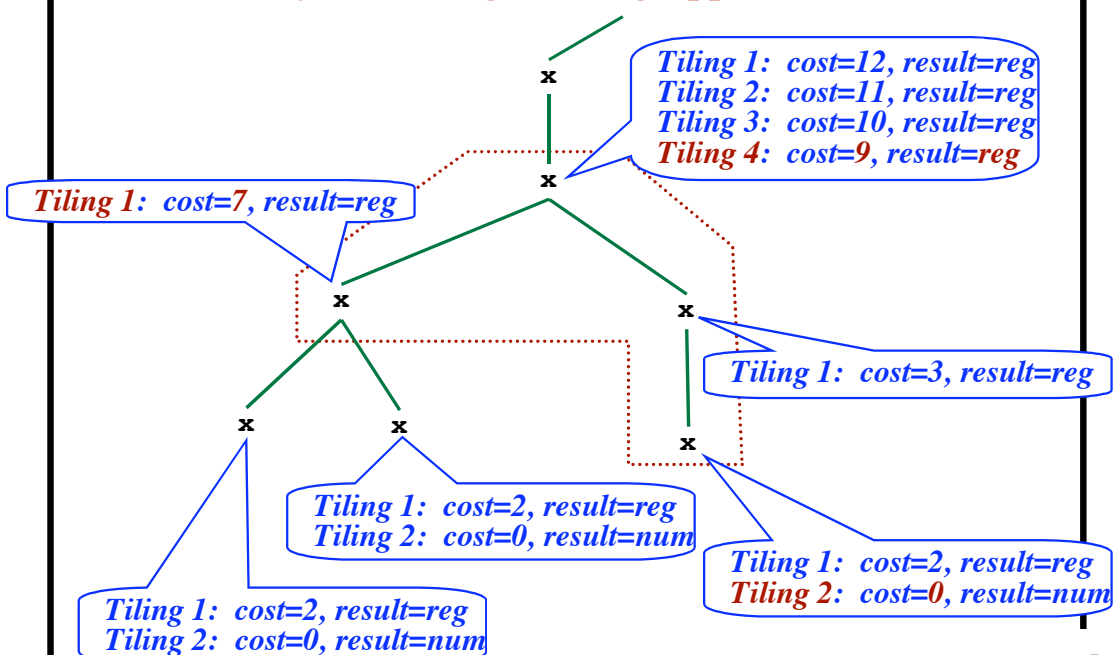 x
Tiling 1: cost=12, result=reg
Tiling 2: cost=11, result=reg
Tiling 3: cost=10, result=reg
Tiling 4: cost=9, result=reg
x
Tiling 1: cost=7, result=reg
x
x
Tiling 1: cost=3, result=reg
x
x
x
Tiling 1: cost=2, result=reg
Tiling 2: cost=0, result=num
Tiling 1: cost=2, result=reg
Tiling 2: cost=0, result=num
Tiling 1: cost=2, result=reg
Tiling 2: cost=0, result=num